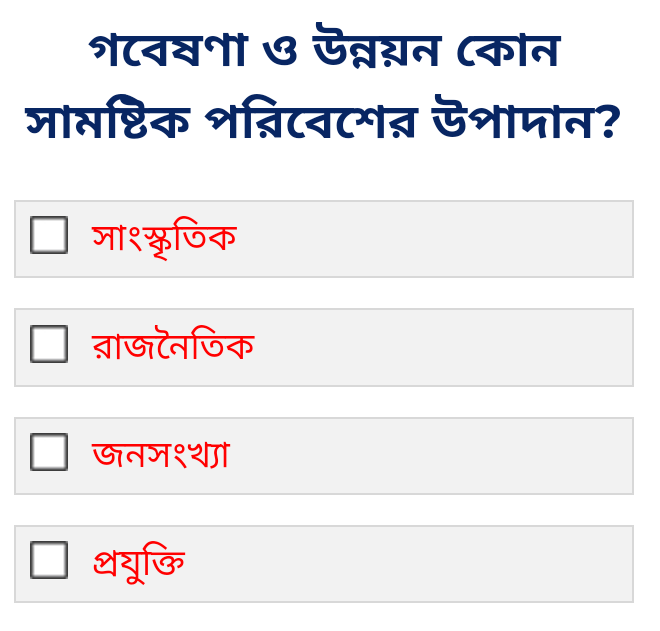 গবেষণা ও উন্নয়ন কোন
সামষ্টিক পরিবেশের উপাদান?
সাংস্কৃতিক
রাজনৈতিক
জনসংখ্যা
প্রযুক্তি